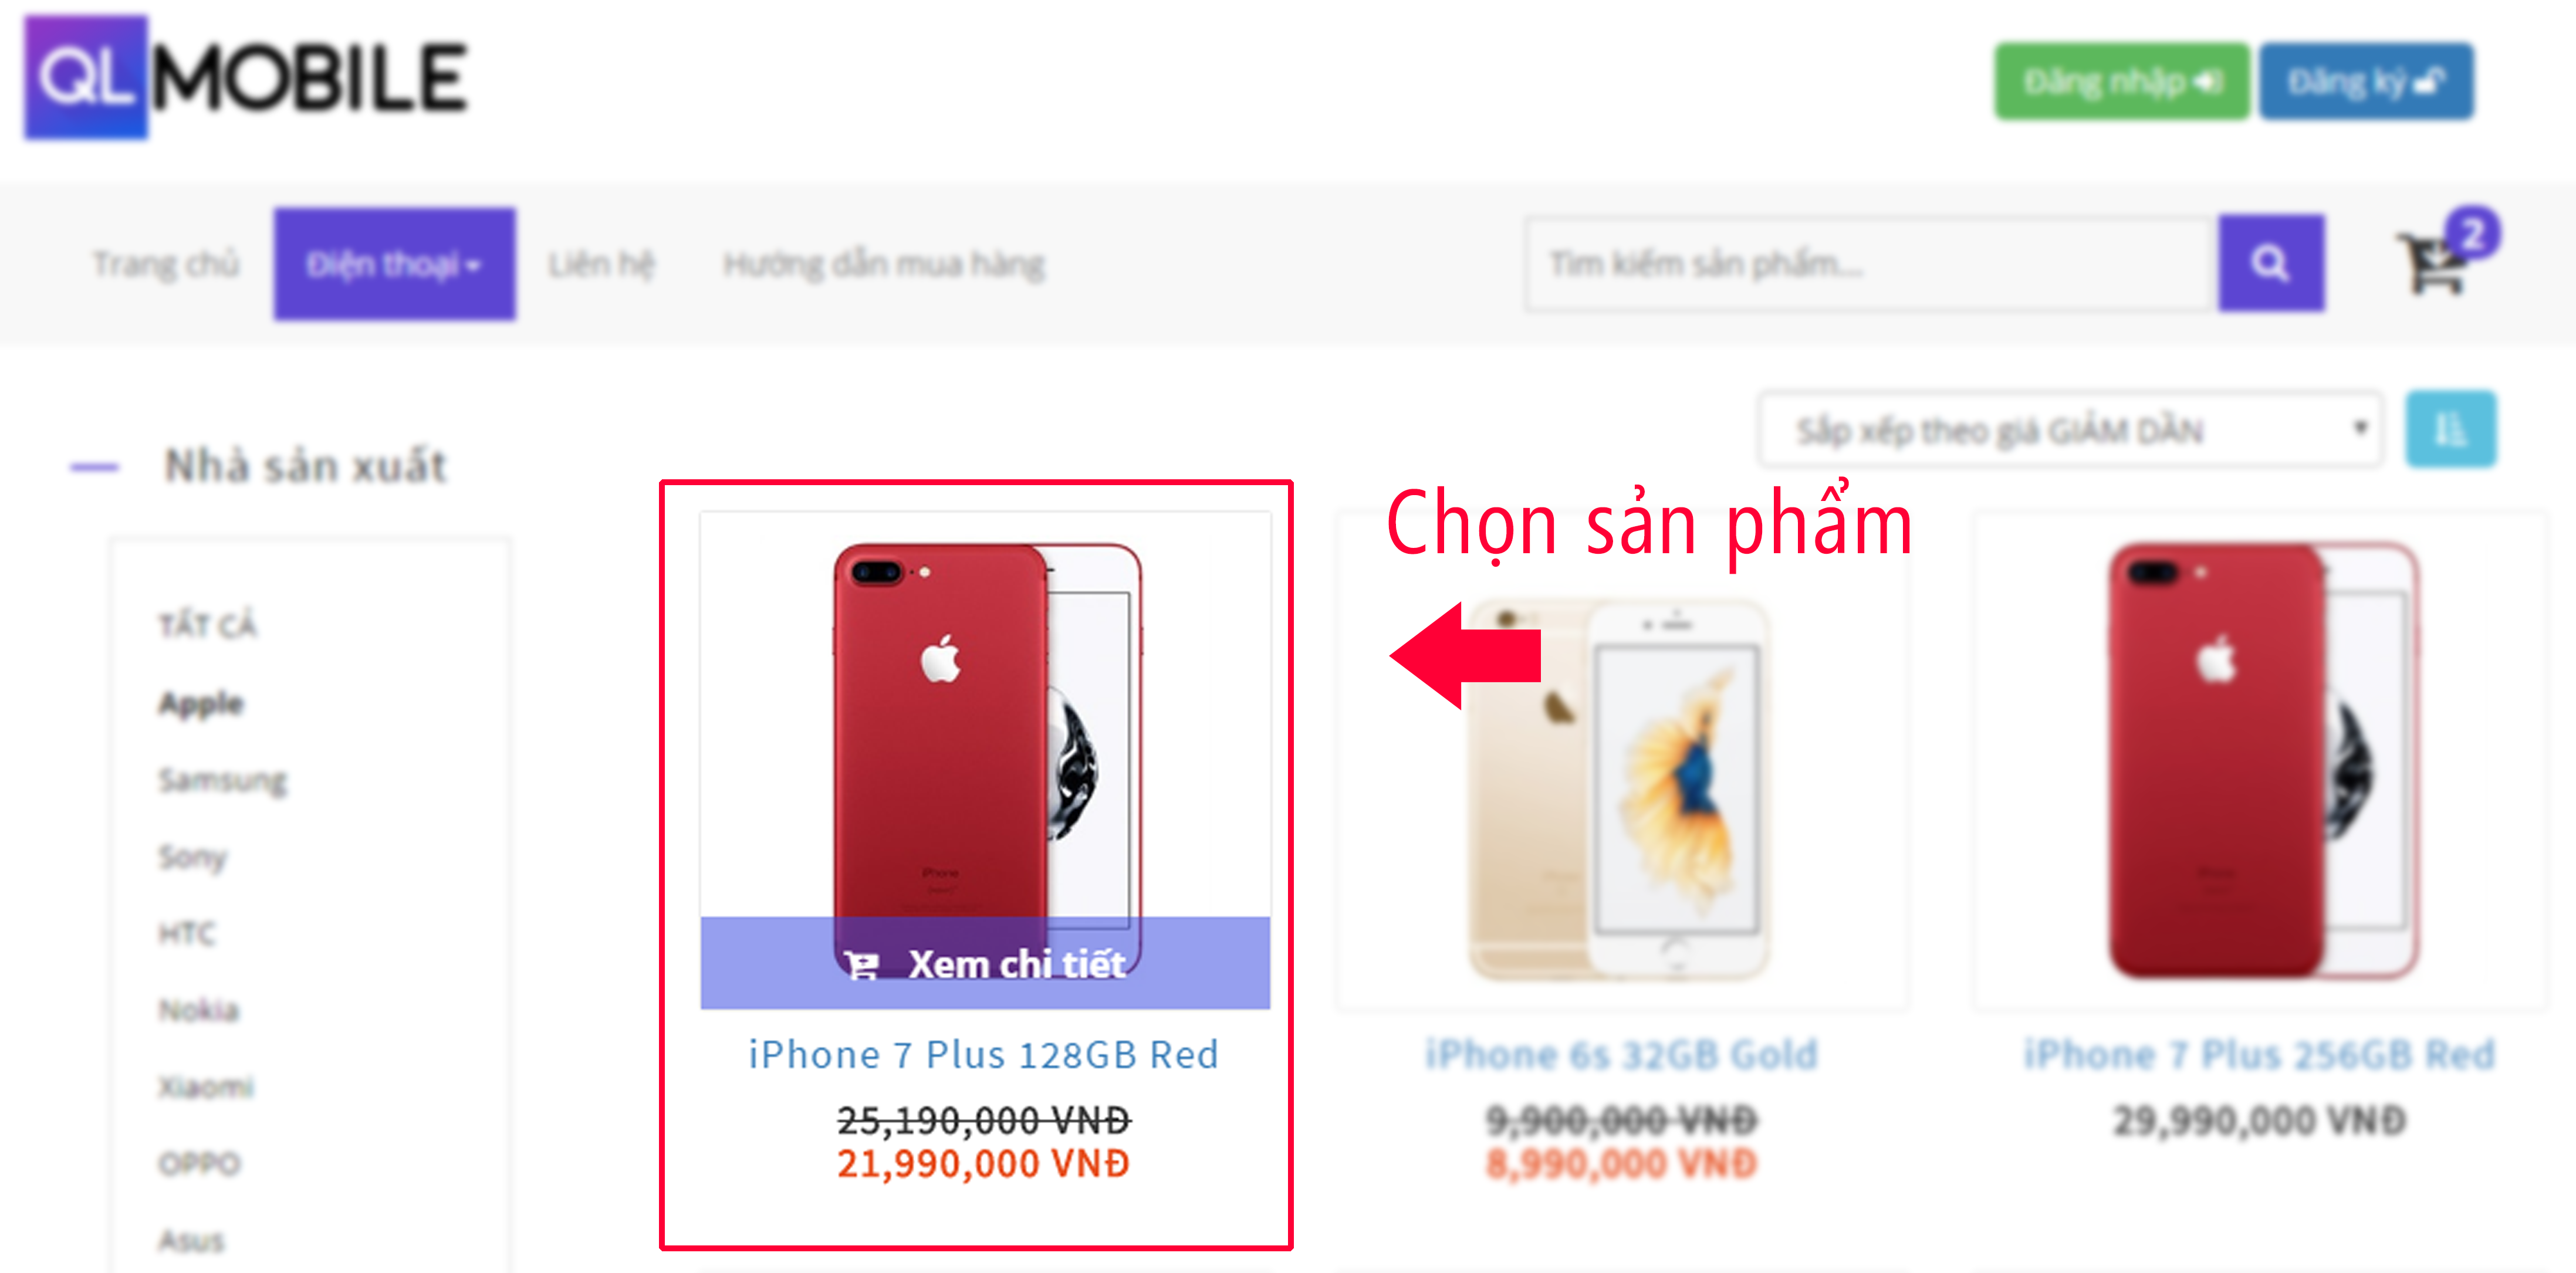 QL MOBILE
Đăng nhập
Đăng ký
Trang chủ
Điện thoại
Liên hệ
Hướng dẫn mua hàng
Tìm kiếm sản phẩm...
2
Sắp xếp theo giá GIẢM DẦN
Nhà sản xuất
TẤT CẢ
Apple
Samsung
Sony
HTC
Nokia
Xiaomi
OPPO
Asus
Chọn sản phẩm
iPhone
Xem chi tiết
iPhone 7 Plus 128GB Red
25,190,000 VNĐ
21,990,000 VNĐ
iPhone 6s 32GB Gold
9,900,000 VNĐ
8,990,000 VNĐ
iPhone 7 Plus 256GB Red
29,990,000 VNĐ